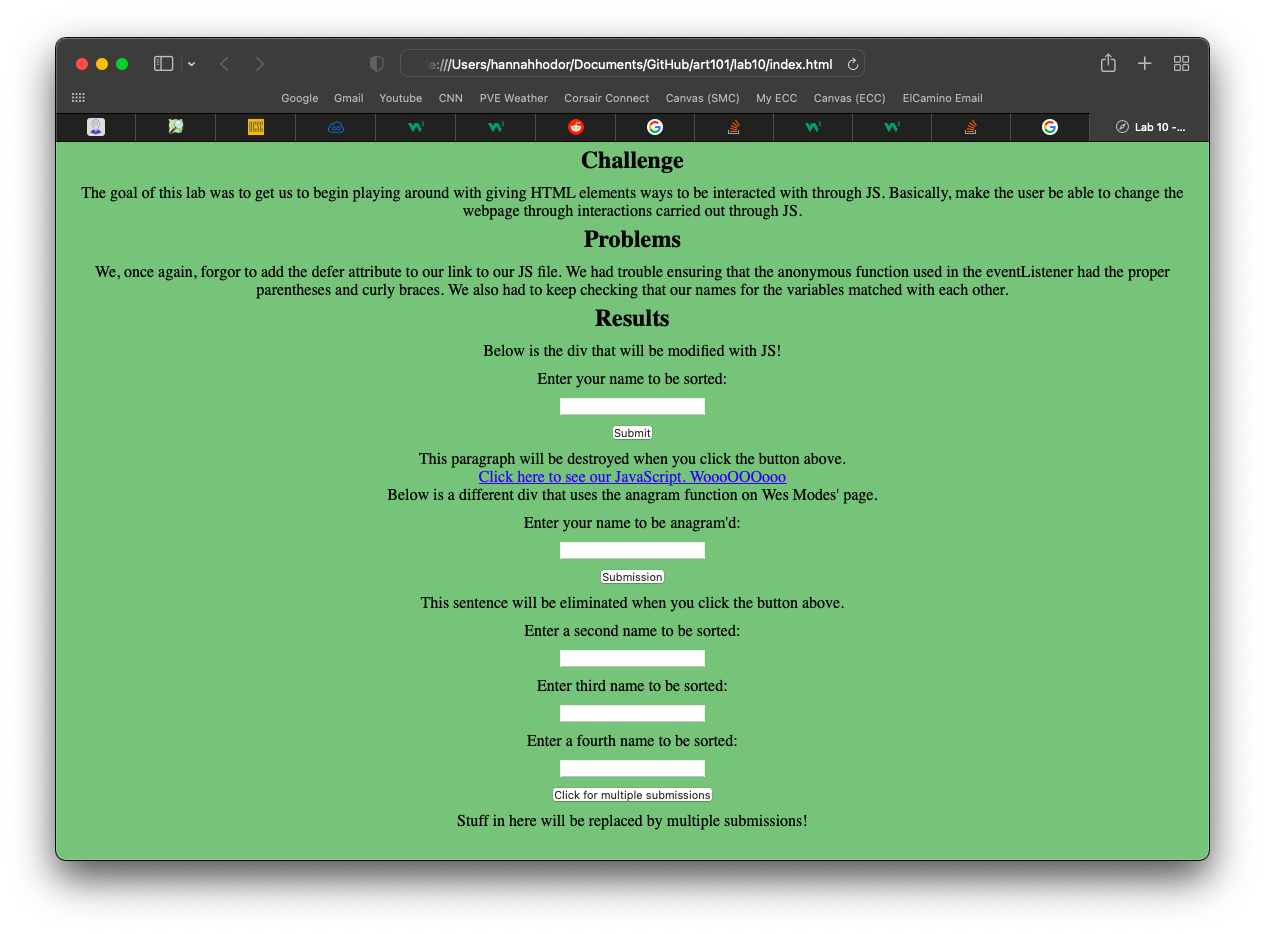 e:///Users/hannahhodor/Documents/GitHub/art101/lab10/index.html
Google Gmail Youtube CNN PVE Weather Corsair Connect Canvas (SMC) My ECC Canvas (ECC) ElCamino Email
UCSC Lab 10 -...
Challenge
The goal of this lab was to get us to begin playing around with giving HTML elements ways to be interacted with through JS. Basically, make the user be able to change the
webpage through interactions carried out through JS.
Problems
We, once again, forgor to add the defer attribute to our link to our JS file. We had trouble ensuring that the anonymous function used in the eventListener had the proper
parentheses and curly braces. We also had to keep checking that our names for the variables matched with each other.
Results
Below is the div that will be modified with JS!
Enter your name to be sorted:
Submit
This paragraph will be destroyed when you click the button above.
Click here to see our JavaScript. WoooOOOooo
Below is a different div that uses the anagram function on Wes Modes' page.
Enter your name to be anagram'd:
Submission
This sentence will be eliminated when you click the button above.
Enter a second name to be sorted:
Enter third name to be sorted:
Enter a fourth name to be sorted:
Click for multiple submissions
Stuff in here will be replaced by multiple submissions!